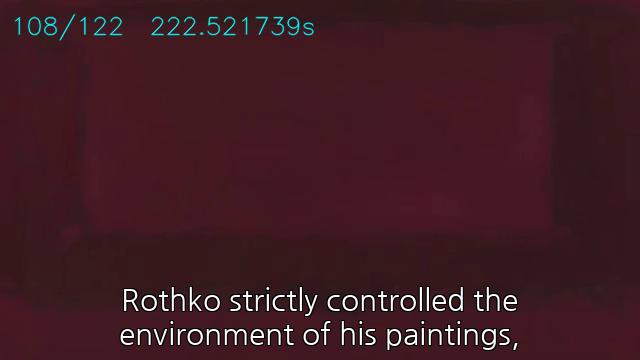 108/122 222.521739s
Rothko strictly controlled the
environment of his paintings,